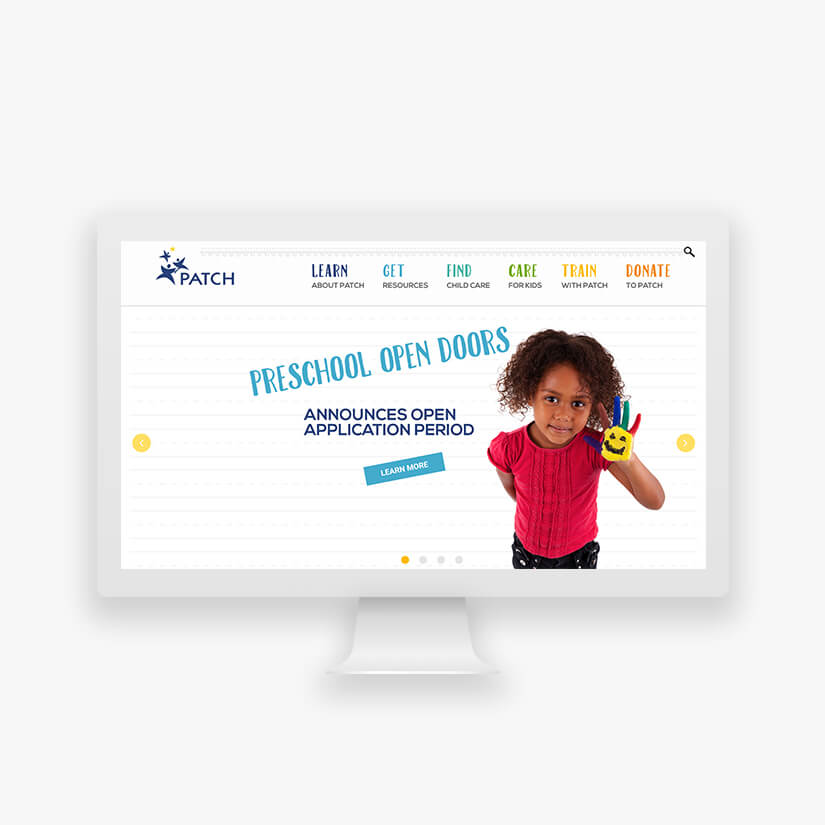 PATCH
LEARN
ABOUT PATCH
GET
RESOURCES
FIND
CHILD CARE
CARE
FOR KIDS
TRAIN
WITH PATCH
DONATE
TO PATCH
PRESCHOOL OPEN DOORS
ANNOUNCES OPEN
APPLICATION PERIOD
LEARN MORE